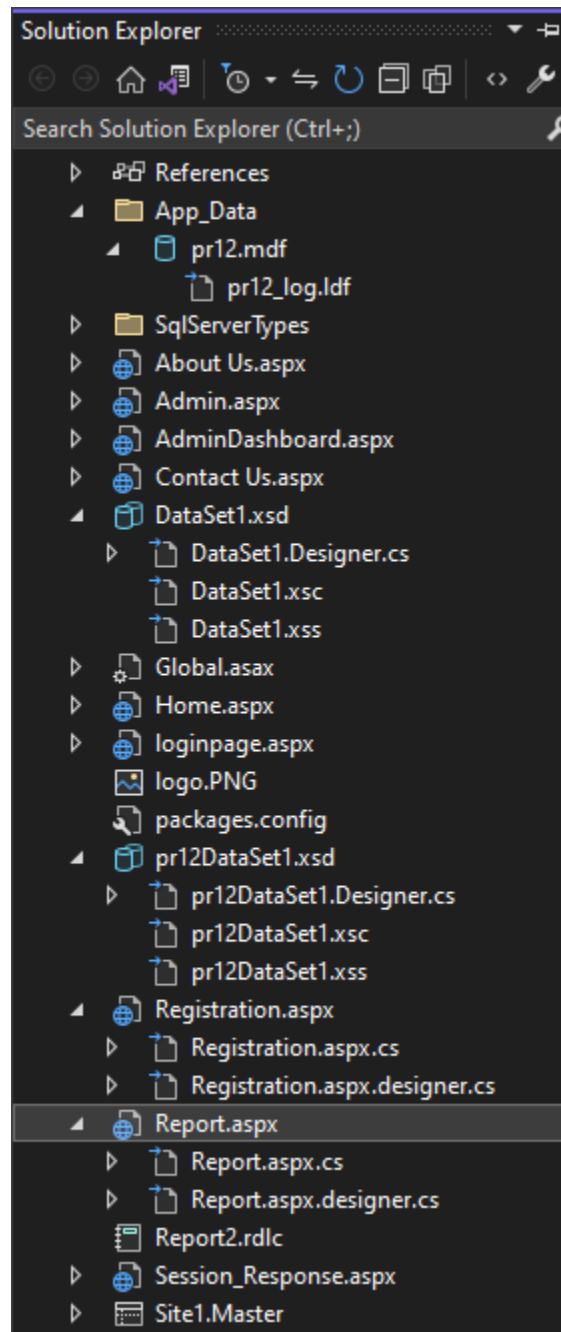 Solution Explorer
Search Solution Explorer (Ctrl+;)
References
App_Data
pr12.mdf
pr12_log.ldf
SqlServerTypes
About Us.aspx
Admin.aspx
AdminDashboard.aspx
Contact Us.aspx
DataSet1.xsd
DataSet1.Designer.cs
DataSet1.xsc
DataSet1.xss
Global.asax
Home.aspx
loginpage.aspx
logo.PNG
packages.config
pr12DataSet1.xsd
pr12DataSet1.Designer.cs
pr12DataSet1.xsc
pr12DataSet1.xss
Registration.aspx
Registration.aspx.cs
Registration.aspx.designer.cs
Report.aspx
Report.aspx.cs
Report.aspx.designer.cs
Report2.rdlc
Session_Response.aspx
Site1.Master